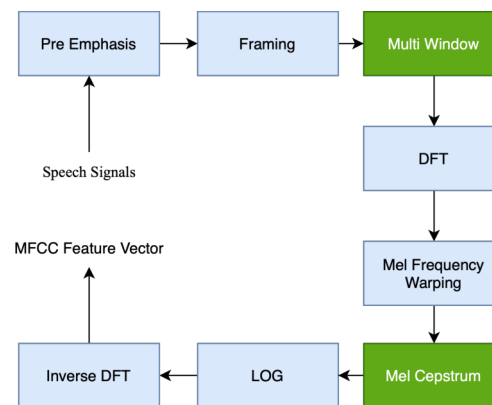 Pre Emphasis
Framing
Multi Window
Speech Signals
DFT
MFCC Feature Vector
Mel Frequency
Warping
Inverse DFT
LOG
Mel Cepstrum